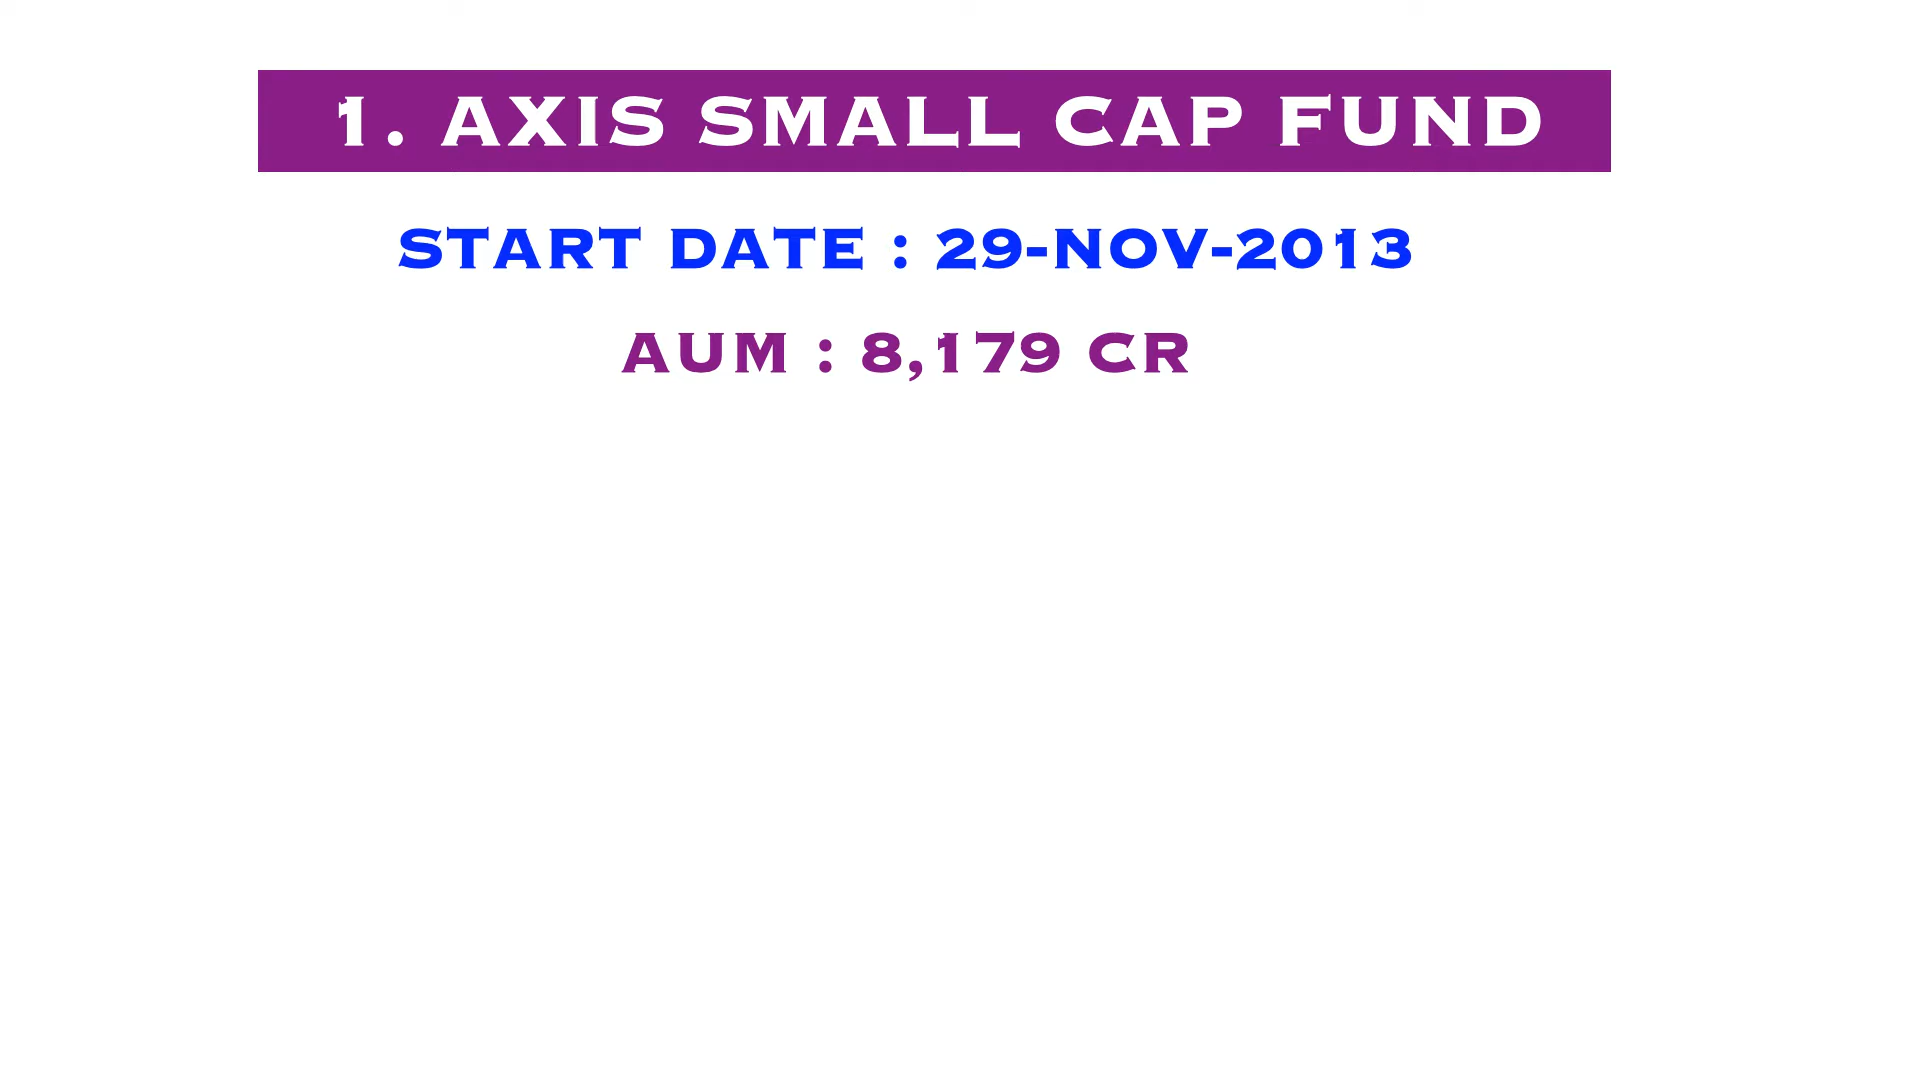 1. AXIS SMALL CAP FUND
START DATE : 29-NOV-2013
AUM : 8,179 CR